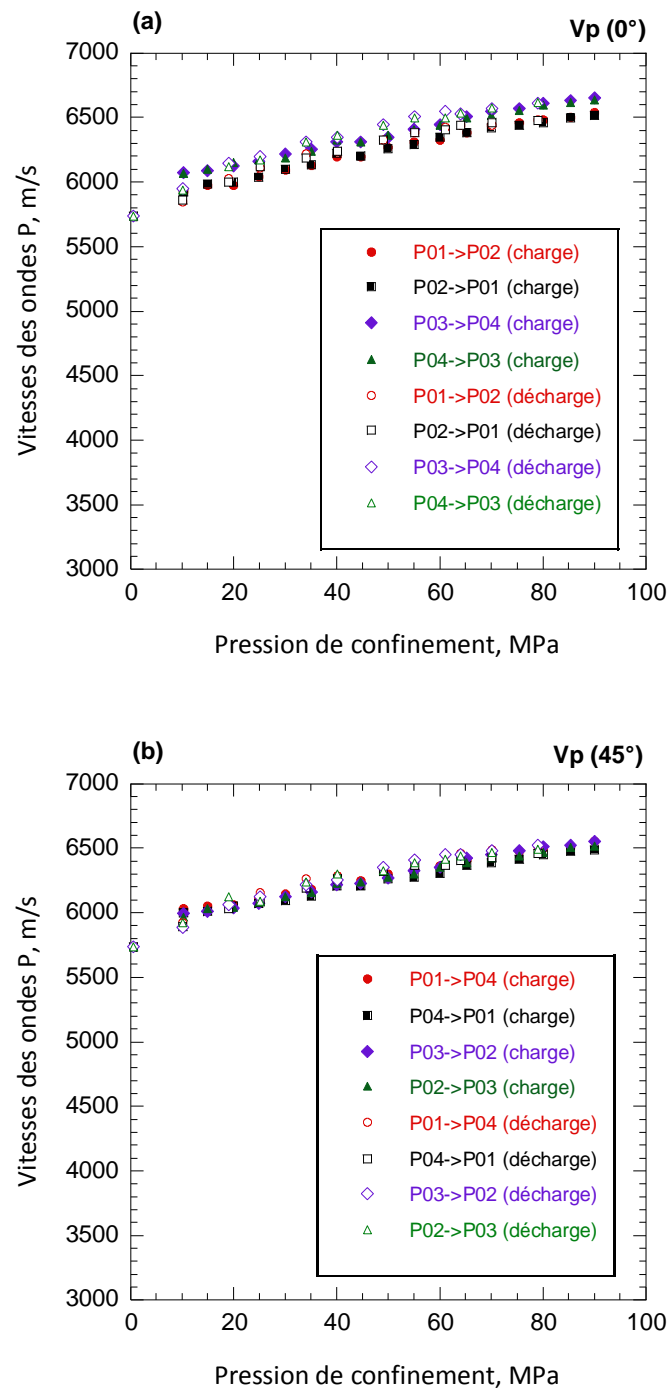 (a)
Vp (0°)
7000
6500
6000
5500
5000
4500
4000
3500
3000
Vitesses des ondes P, m/s
P01->P02 (charge)
P02->P01 (charge)
P03->P04 (charge)
P04->P03 (charge)
P01->P02 (décharge)
P02->P01 (décharge)
P03->P04 (décharge)
P04->P03 (décharge)
0 20 40 60 80 100
Pression de confinement, MPa
(b)
Vp (45°)
7000
6500
6000
5500
5000
4500
4000
3500
3000
Vitesses des ondes P, m/s
P01->P04 (charge)
P04->P01 (charge)
P03->P02 (charge)
P02->P03 (charge)
P01->P04 (décharge)
P04->P01 (décharge)
P03->P02 (décharge)
P02->P03 (décharge)
0 20 40 60 80 100
Pression de confinement, MPa